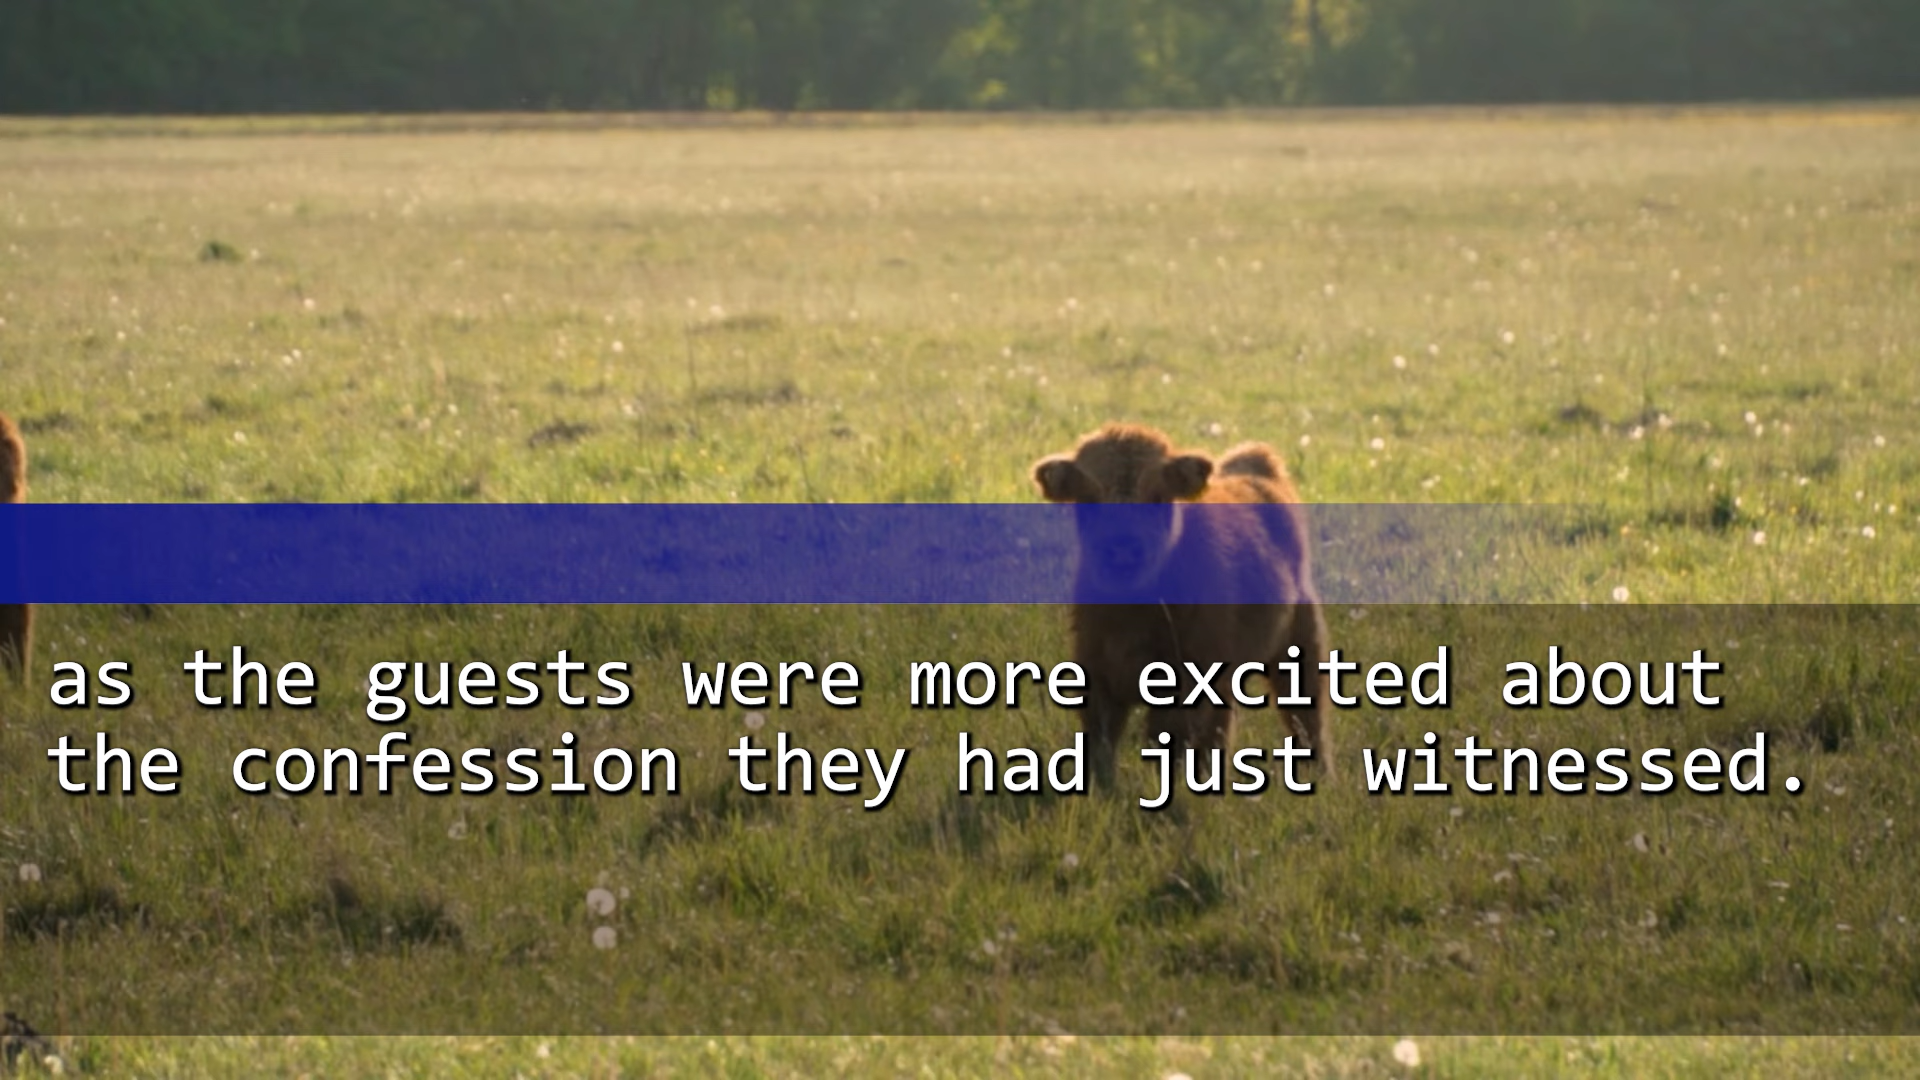 as the guests were more excited about
the confession they had just witnessed.